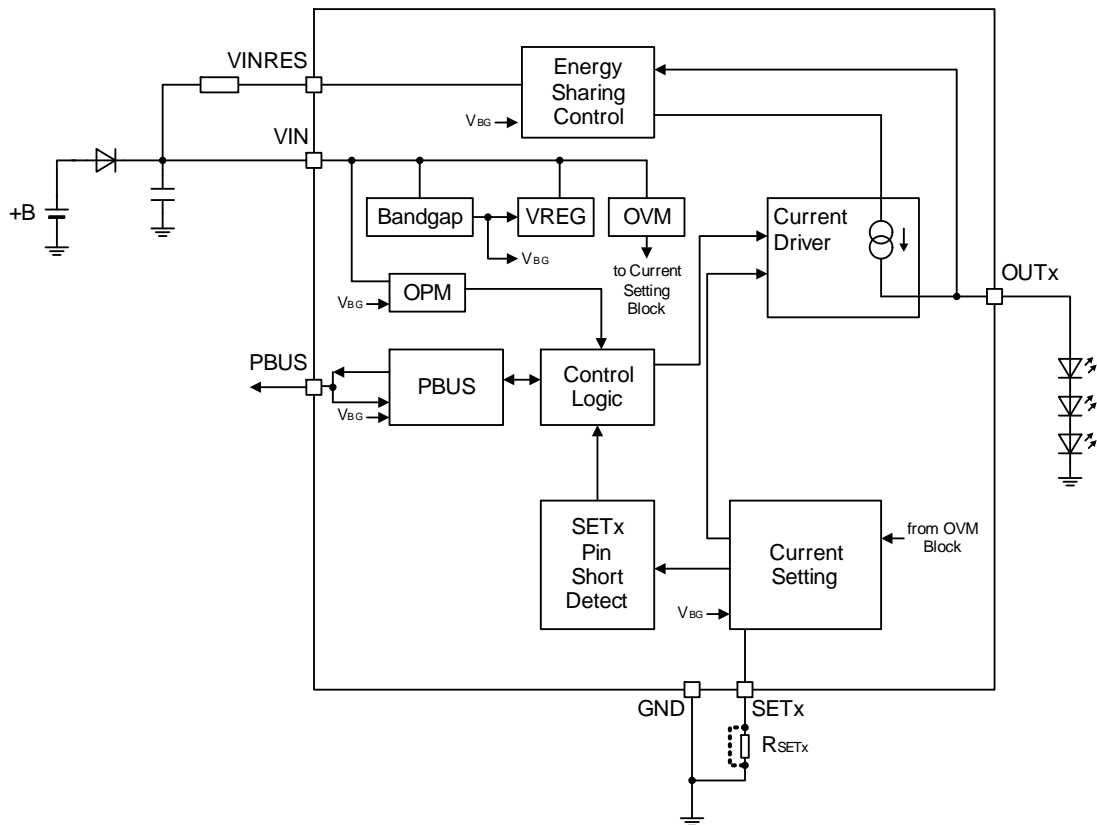 VINRES
Energy
Sharing
Control
VBG
VIN
+B
Bandgap
VREG
OVM
VBG
to Current
Setting
Block
Current
Driver
OUTx
OPM
VBG
PBUS
PBUS
VBG
Control
Logic
SETx
Pin
Short
Detect
Current
Setting
from OVM
Block
VBG
GND
SETx
RSETx